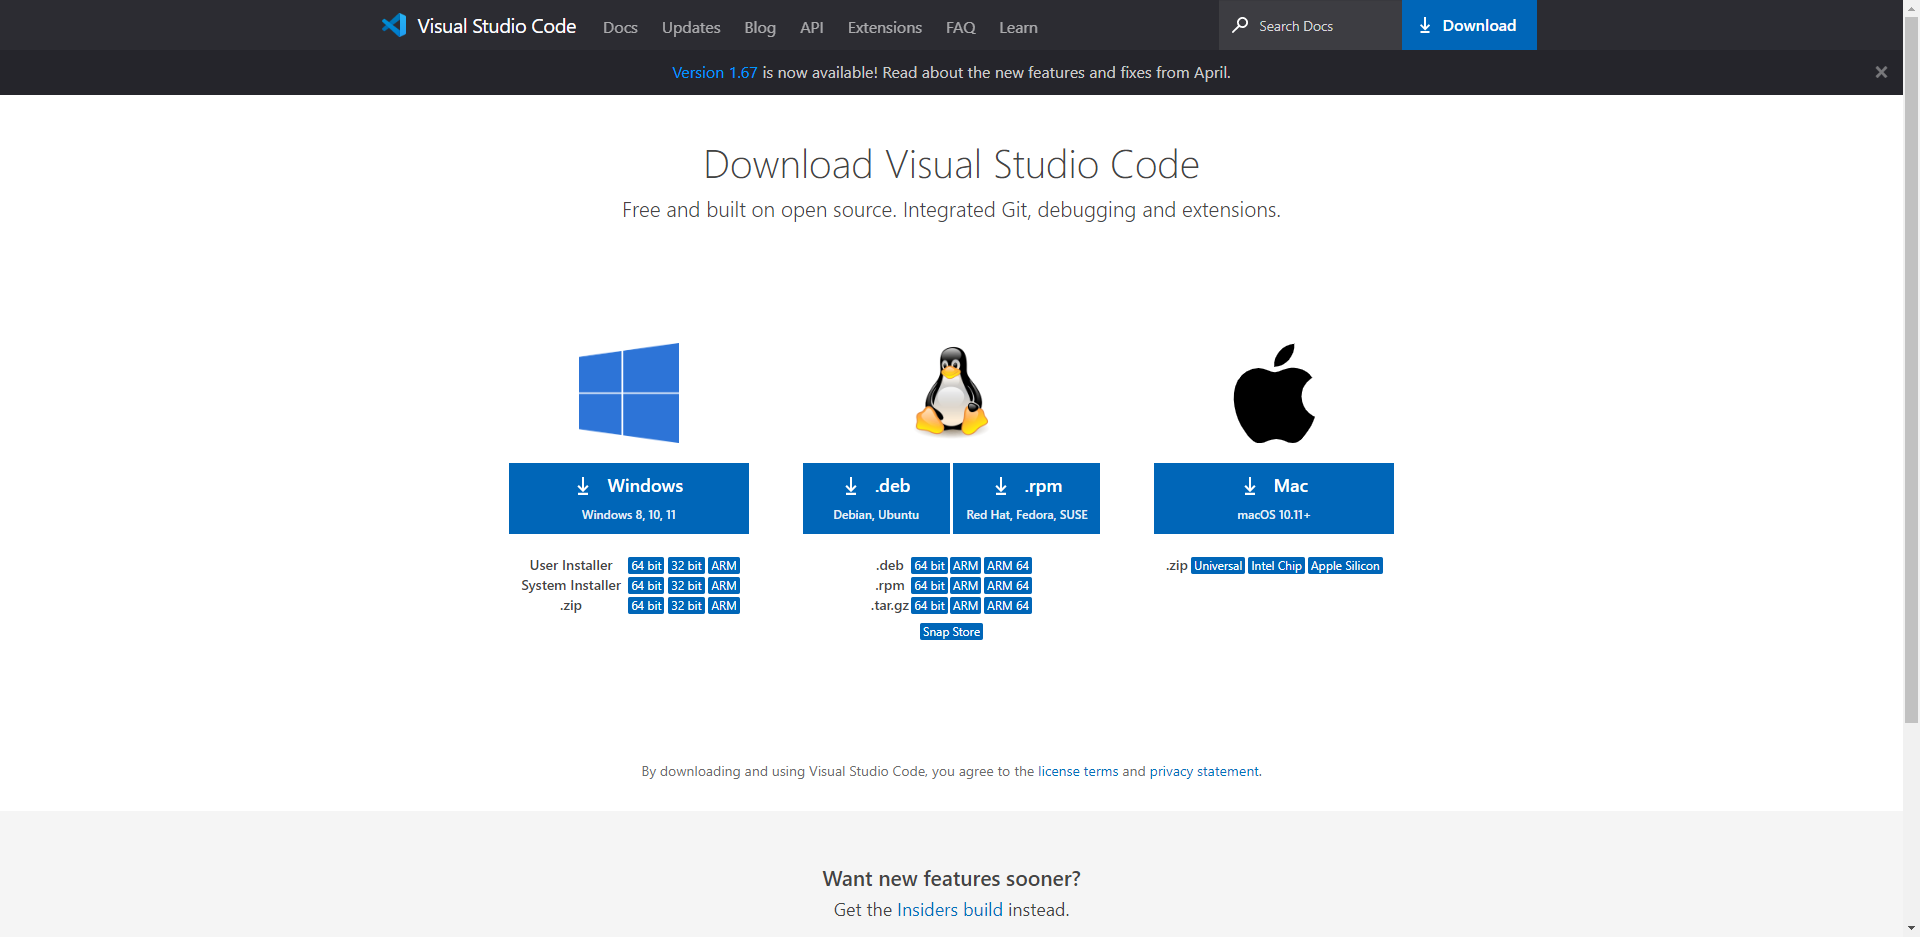 Visual Studio Code Docs Updates Blog API Extensions FAQ Learn Search Docs Download
Version 1.67 is now available! Read about the new features and fixes from April.
Download Visual Studio Code
Free and built on open source. Integrated Git, debugging and extensions.
Windows
Windows 8, 10, 11
User Installer 64 bit 32 bit ARM
System Installer 64 bit 32 bit ARM
.zip 64 bit 32 bit ARM
.deb
Debian, Ubuntu
.rpm
Red Hat, Fedora, SUSE
.deb 64 bit ARM ARM 64
.rpm 64 bit ARM ARM 64
.tar.gz 64 bit ARM ARM 64
Snap Store
Mac
macOS 10.11+
.zip Universal Intel Chip Apple Silicon
By downloading and using Visual Studio Code, you agree to the license terms and privacy statement.
Want new features sooner?
Get the Insiders build instead.